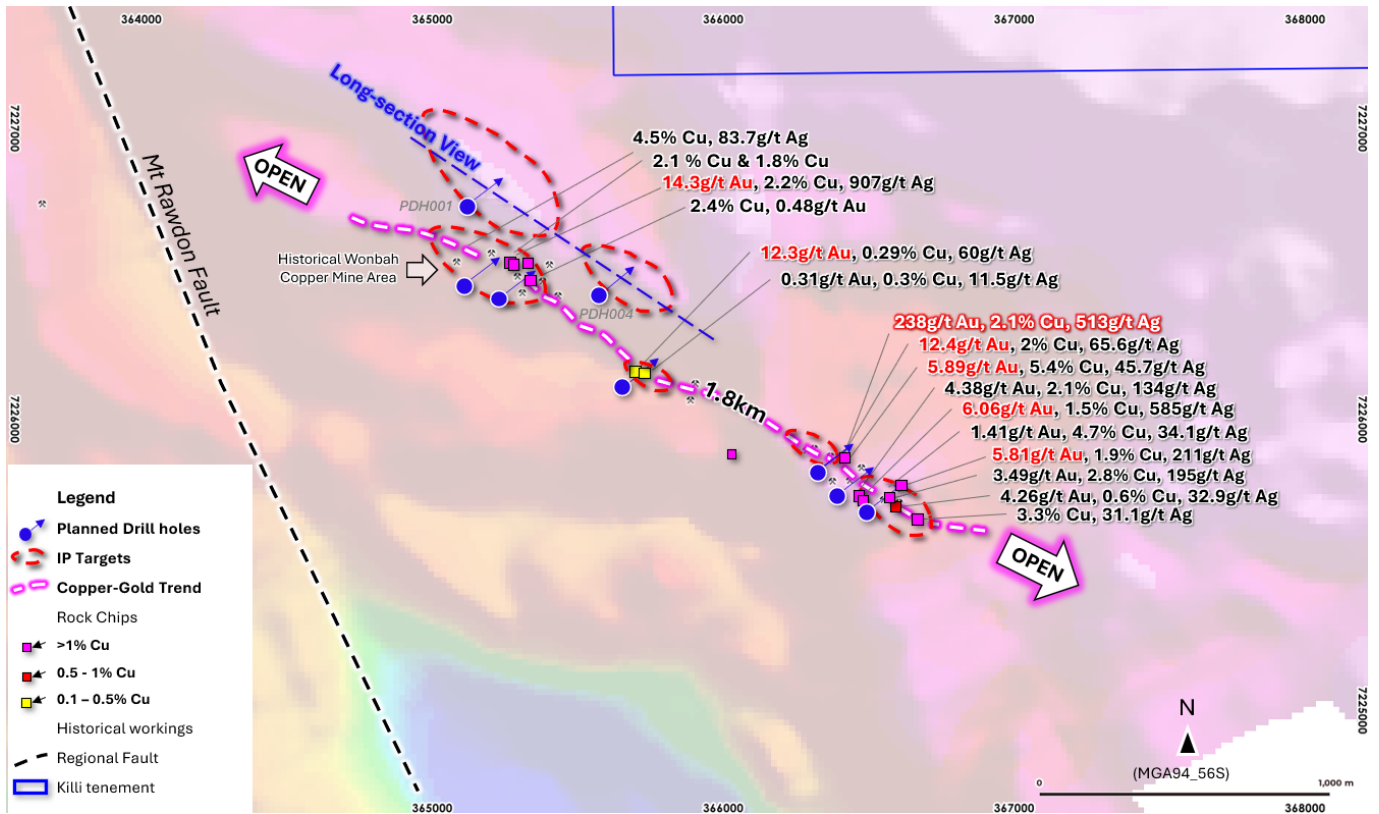 364000
365000
366000
367000
368000
7227000
7227000
Long-section View
4.5% Cu, 83.7g/t Ag
2.1 % Cu & 1.8% Cu
14.3g/t Au, 2.2% Cu, 907g/t Ag
2.4% Cu, 0.48g/t Au
OPEN
Mt Rawdon Fault
PDH001
Historical Wonbah
Copper Mine Area
12.3g/t Au, 0.29% Cu, 60g/t Ag
0.31g/t Au, 0.3% Cu, 11.5g/t Ag
PDH004
238g/t Au, 2.1% Cu, 513g/t Ag
12.4g/t Au, 2% Cu, 65.6g/t Ag
5.89g/t Au, 5.4% Cu, 45.7g/t Ag
4.38g/t Au, 2.1% Cu, 134g/t Ag
6.06g/t Au, 1.5% Cu, 585g/t Ag
1.41g/t Au, 4.7% Cu, 34.1g/t Ag
5.81g/t Au, 1.9% Cu, 211g/t Ag
3.49g/t Au, 2.8% Cu, 195g/t Ag
4.26g/t Au, 0.6% Cu, 32.9g/t Ag
3.3% Cu, 31.1g/t Ag
1.8km
7226000
7226000
OPEN
Legend
Planned Drill holes
IP Targets
Copper-Gold Trend
Rock Chips
>1% Cu
0.5 - 1% Cu
0.1 – 0.5% Cu
Historical workings
Regional Fault
Killi tenement
7225000
N
(MGA94_56S)
0
1,000 m
365000
366000
367000
368000